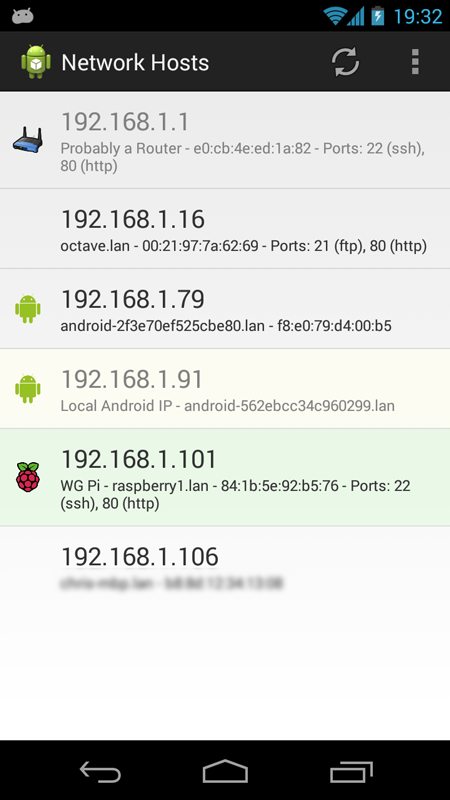 19:32
Network Hosts
192.168.1.1
Probably a Router - e0:cb:4e:ed:1a:82 - Ports: 22 (ssh),
80 (http)
192.168.1.16
octave.lan - 00:21:97:7a:62:69 - Ports: 21 (ftp), 80 (http)
192.168.1.79
android-2f3e70ef525cbe80.lan - f8:e0:79:d4:00:b5
192.168.1.91
Local Android IP - android-562ebcc34c960299.lan
192.168.1.101
WG Pi - raspberry1.lan - 84:1b:5e:92:b5:76 - Ports: 22
(ssh), 80 (http)
192.168.1.106